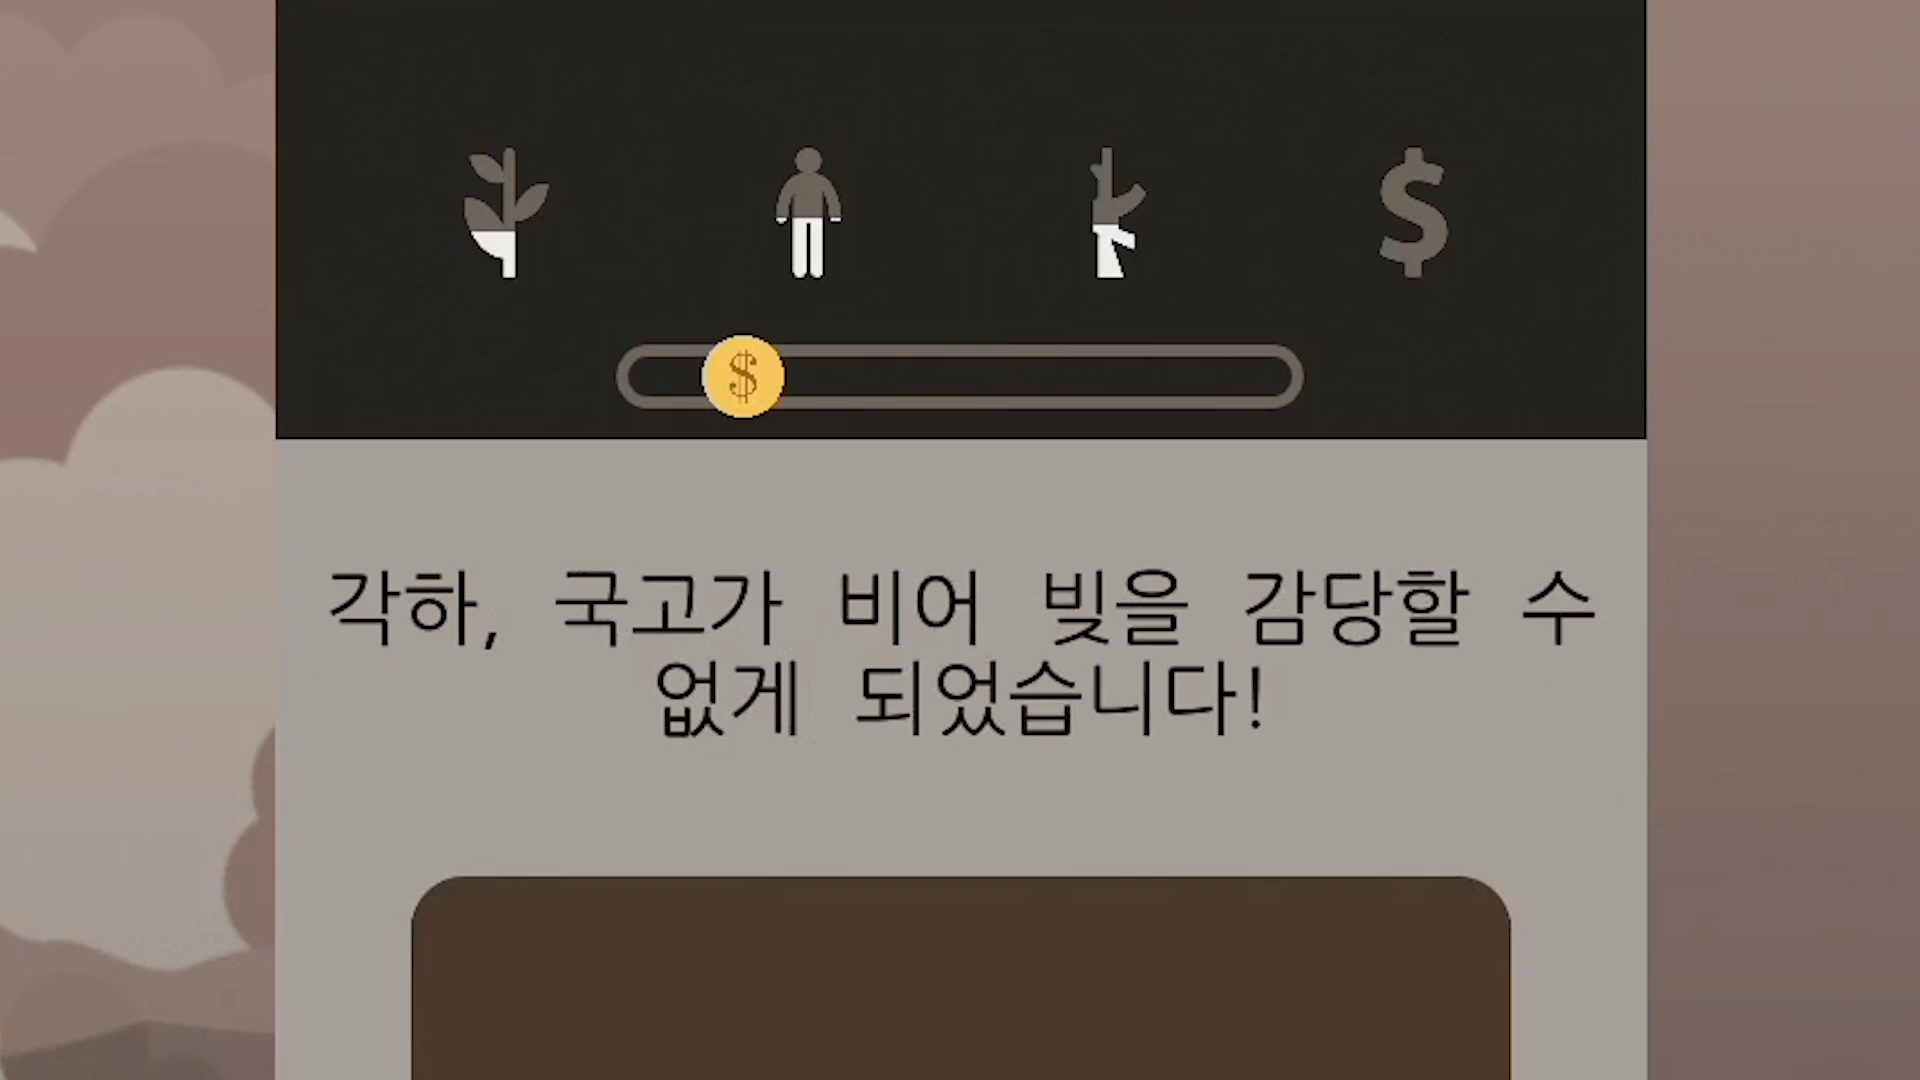 $
$
각하, 국고가 비어 빚을 감당할 수
없게 되었습니다!